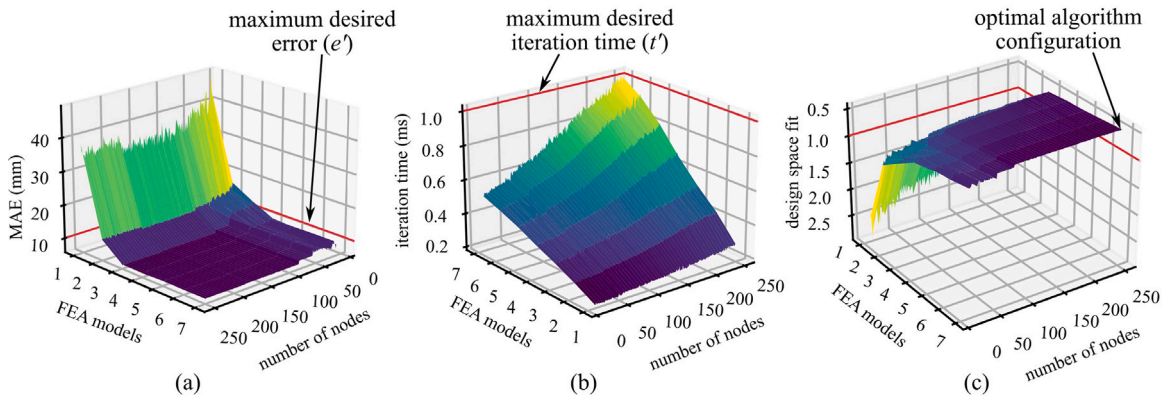 maximum desired
error (e′)
MAE (mm)
40
30
20
10
1
2
3
4
5
6
7
FEA models
250
200
150
100
50
0
number of nodes
(a)
maximum desired
iteration time (t′)
iteration time (ms)
1.0
0.8
0.6
0.4
0.2
7
6
5
4
3
2
1
FEA models
0
50
100
150
200
250
number of nodes
(b)
optimal algorithm
configuration
design space fit
0.5
1.0
1.5
2.0
2.5
1
2
3
4
5
6
7
FEA models
0
50
100
150
200
250
number of nodes
(c)